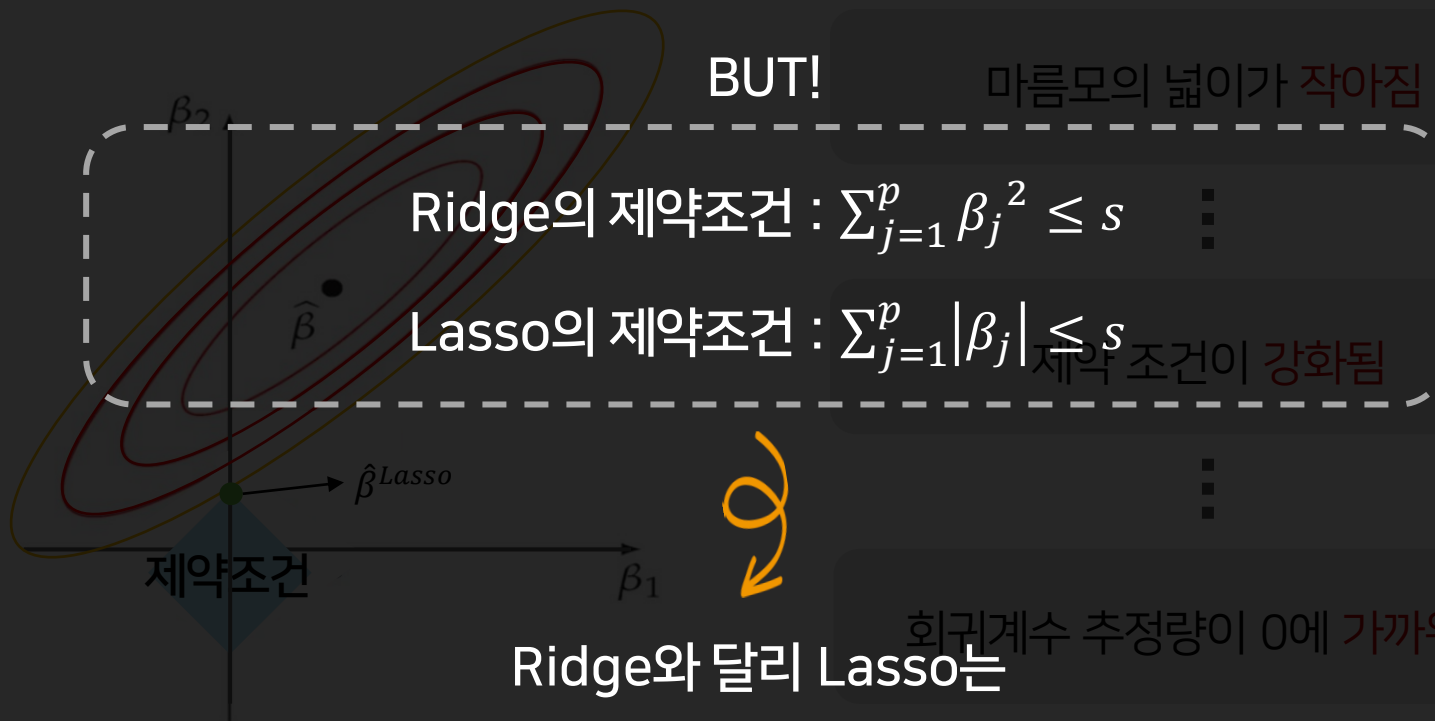 BUT!
마름모의 넓이가 작아짐
β₂
Ridge의 제약조건 : ∑ⱼ₌₁ᵖ βⱼ² ≤ s
β̂
Lasso의 제약조건 : ∑ⱼ₌₁ᵖ|βⱼ| ≤ s
제약 조건이 강화됨
β̂ᴸᵃˢˢᵒ
제약조건
β₁
회귀계수 추정량이 0에
Ridge와 달리 Lasso는